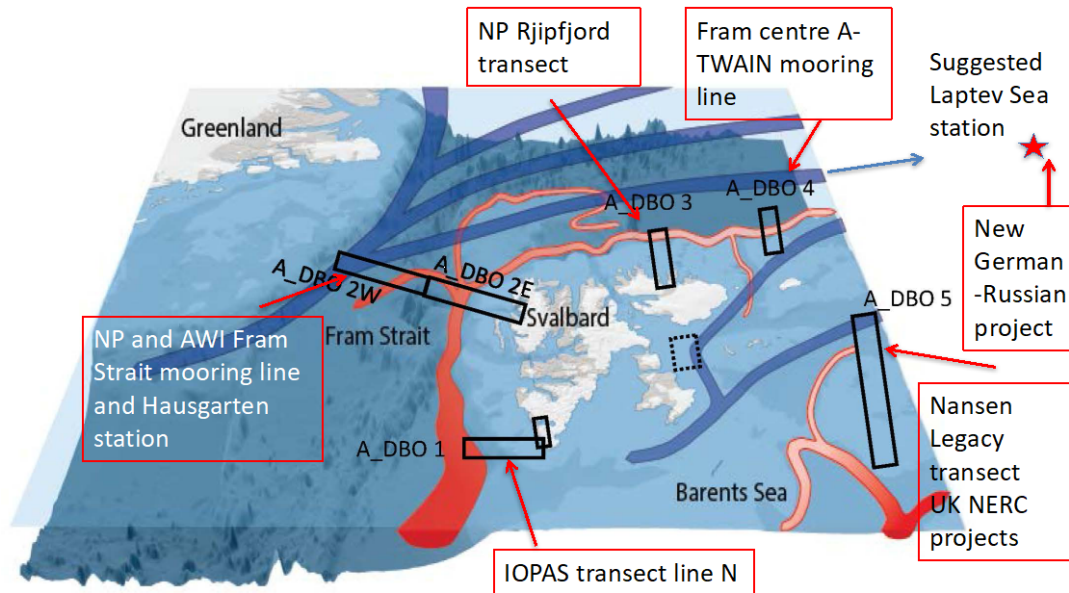 NP Rjipfjord
transect
Fram centre A-
TWAIN mooring
line
Suggested
Laptev Sea
station
Greenland
A_DBO 4
A_DBO 3
New
German
-Russian
project
A_DBO 2W
A_DBO 2E
A_DBO 5
Svalbard
Fram Strait
NP and AWI Fram
Strait mooring line
and Hausgarten
station
Nansen
Legacy
transect
UK NERC
projects
A_DBO 1
Barents Sea
IOPAS transect line N